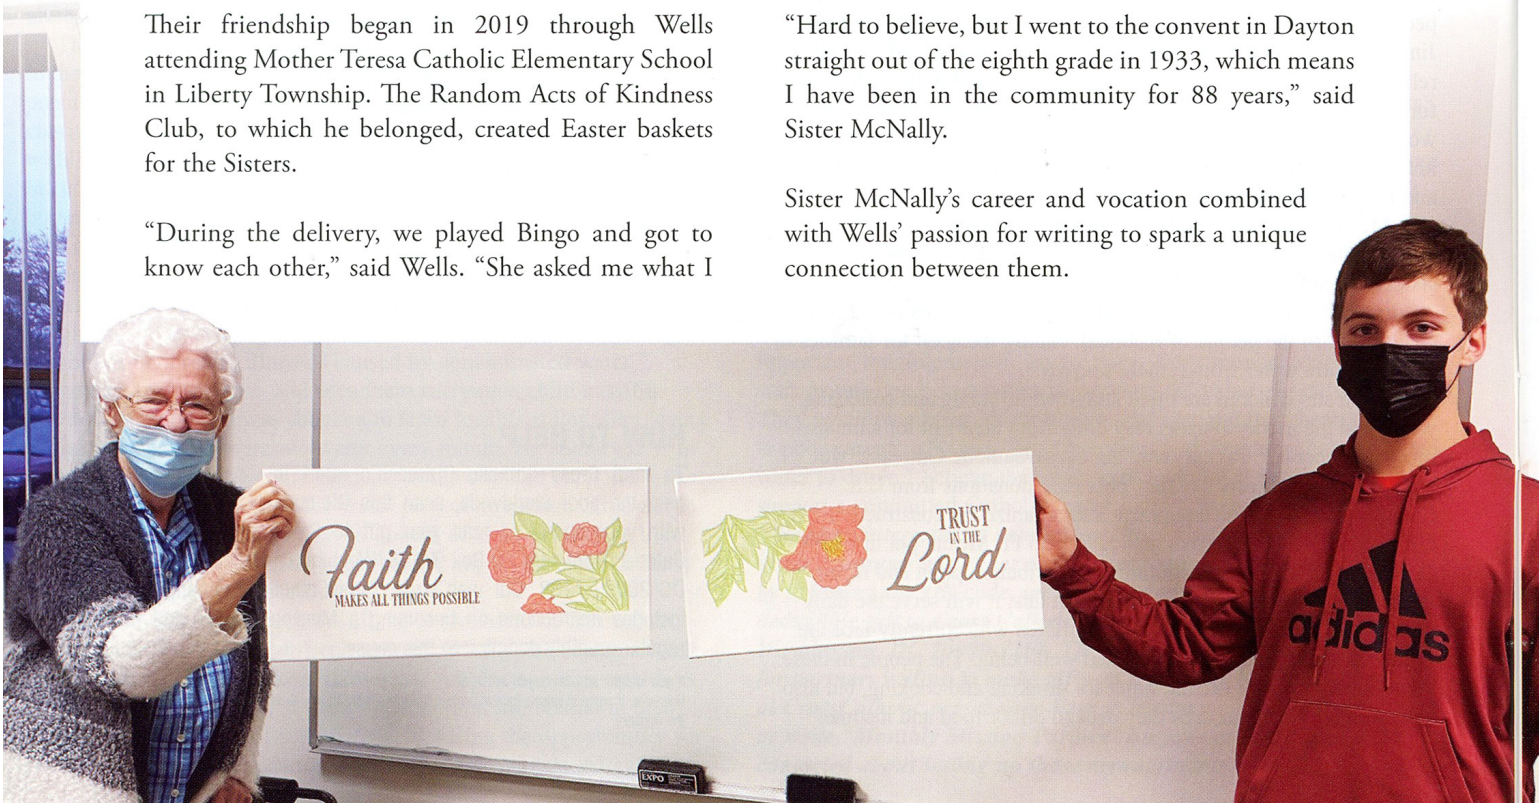 Their friendship began in 2019 through Wells
attending Mother Teresa Catholic Elementary School
in Liberty Township. The Random Acts of Kindness
Club, to which he belonged, created Easter baskets
for the Sisters.
“During the delivery, we played Bingo and got to
know each other,” said Wells. “She asked me what I
“Hard to believe, but I went to the convent in Dayton
straight out of the eighth grade in 1933, which means
I have been in the community for 88 years,” said
Sister McNally.
Sister McNally’s career and vocation combined
with Wells’ passion for writing to spark a unique
connection between them.
Faith
MAKES ALL THINGS POSSIBLE
TRUST
IN THE
Lord
adidas
EXPO